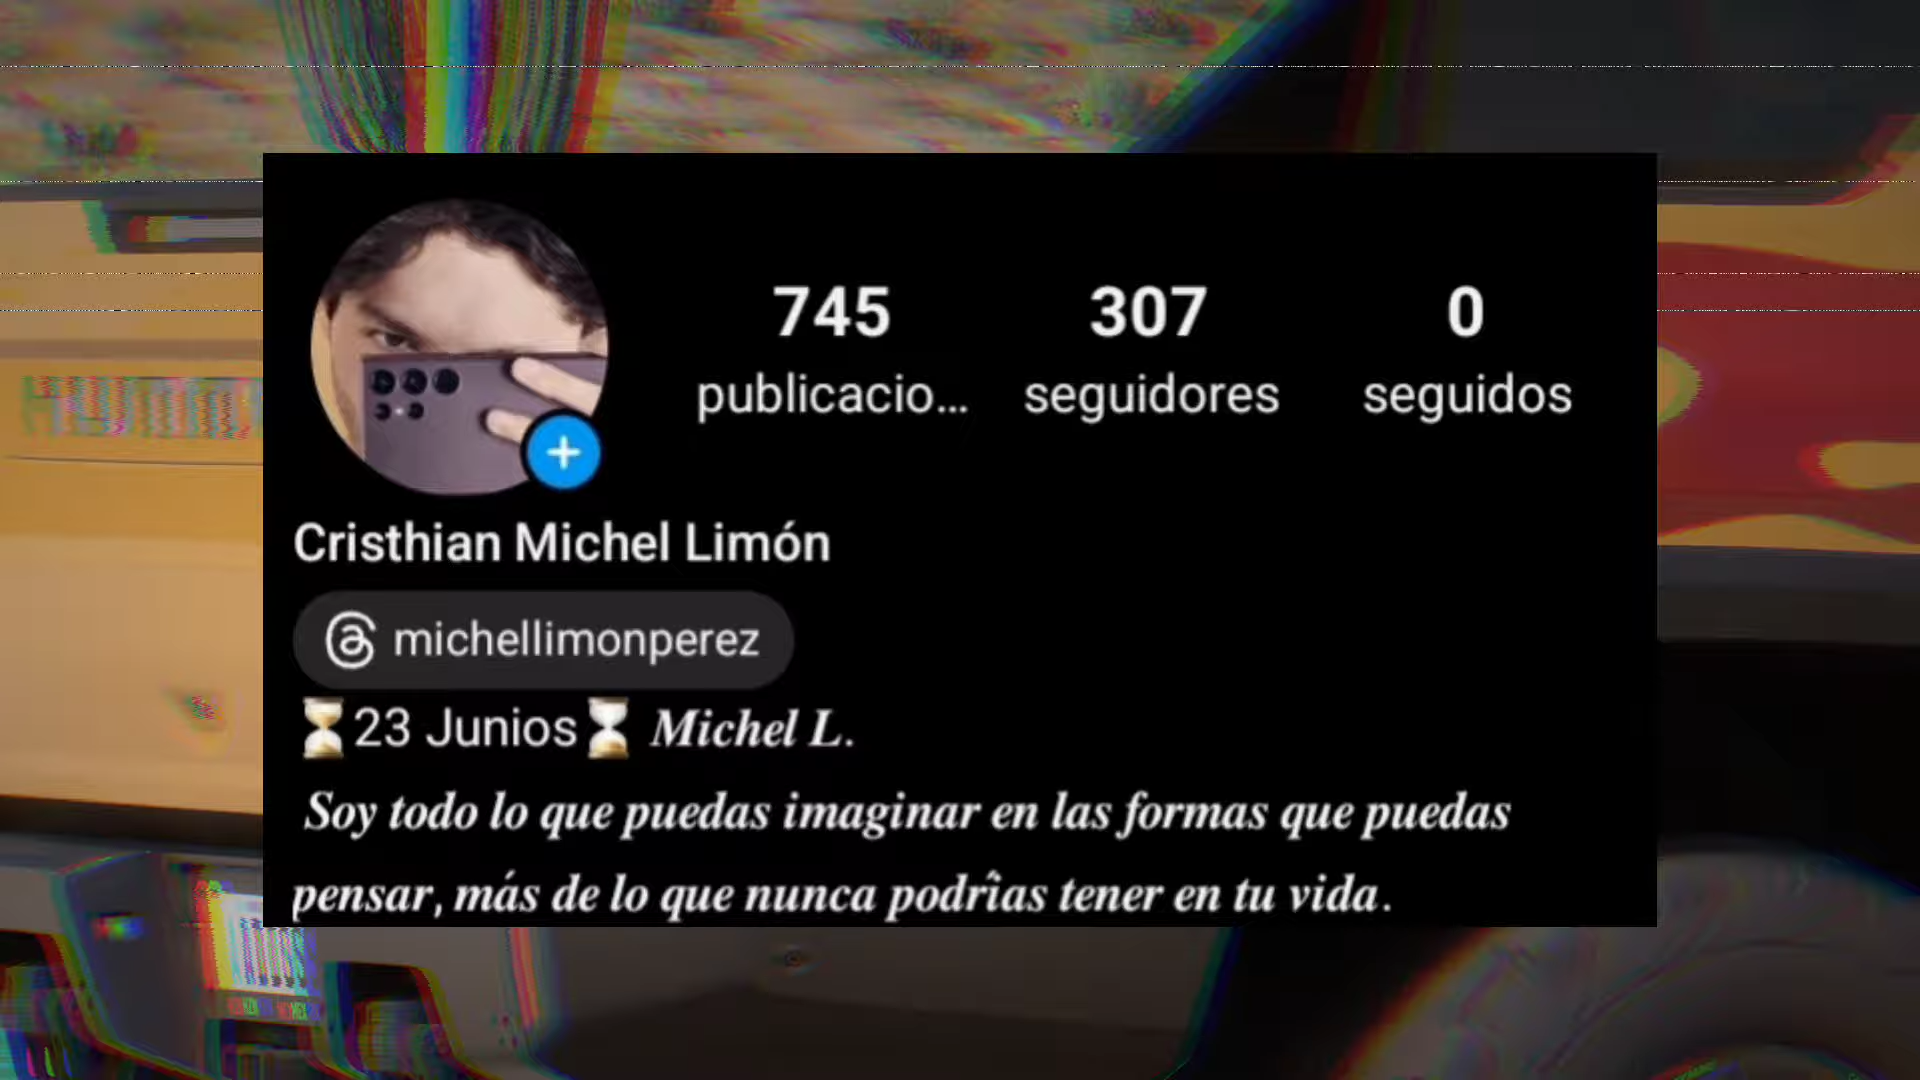 745 307 0
publicacio... seguidores seguidos
Cristhian Michel Limón
michellimonperez
⏳23 Junios⏳ Michel L.
Soy todo lo que puedas imaginar en las formas que puedas
pensar, más de lo que nunca podrîas tener en tu vida.